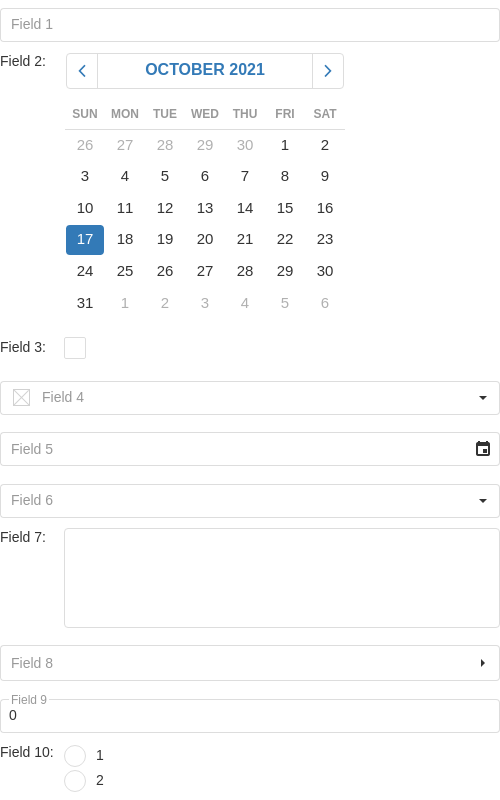 Field 1
Field 2:
OCTOBER 2021
SUN MON TUE WED THU FRI SAT
26 27 28 29 30 1 2
3 4 5 6 7 8 9
10 11 12 13 14 15 16
17 18 19 20 21 22 23
24 25 26 27 28 29 30
31 1 2 3 4 5 6
Field 3:
Field 4
Field 5
Field 6
Field 7:
Field 8
Field 9
0
Field 10:
1
2